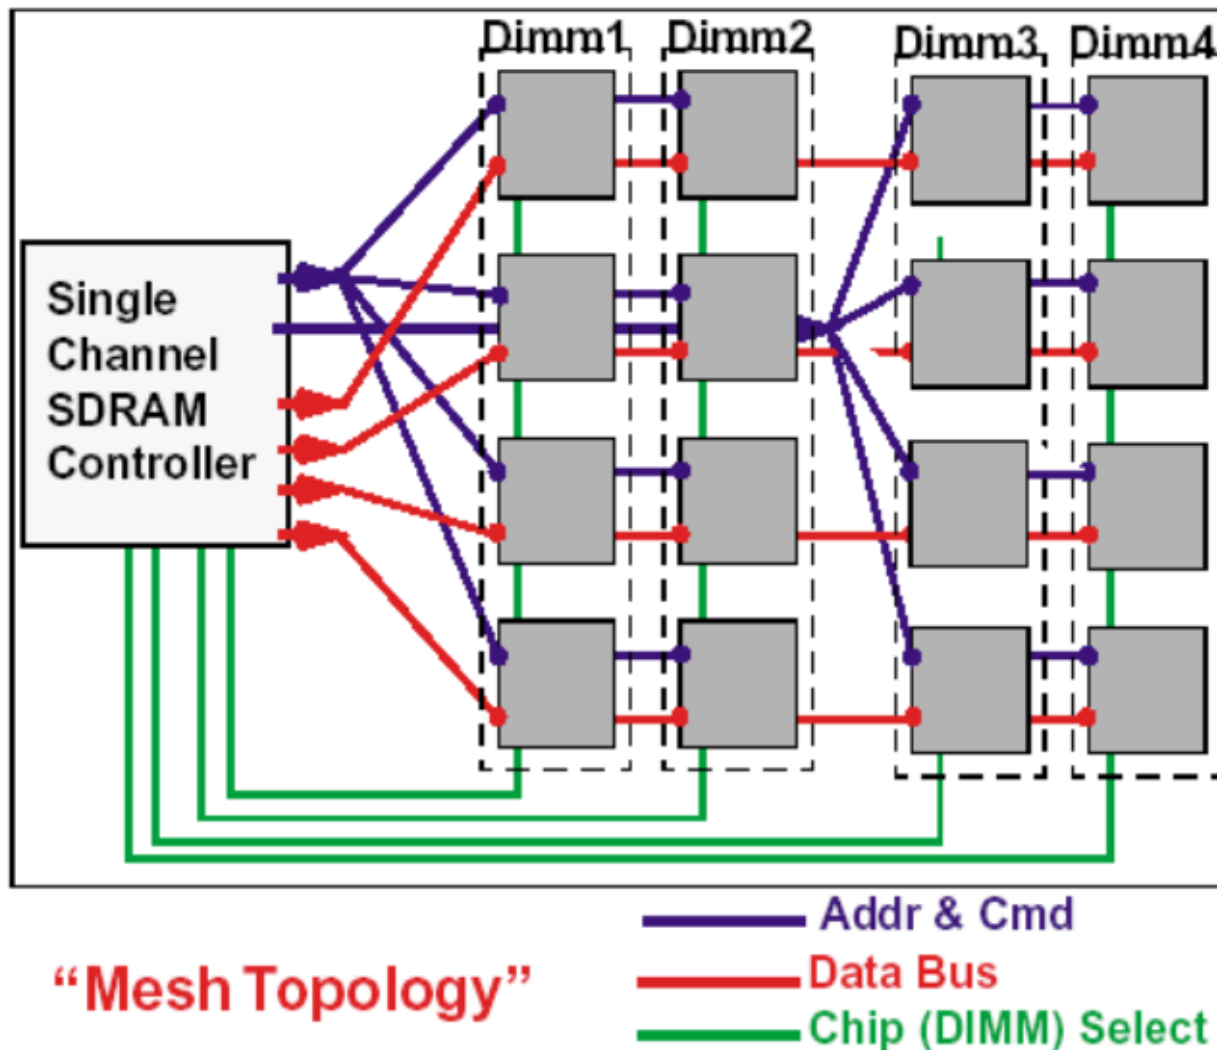 Dimm1 Dimm2 Dimm3 Dimm4
Single
Channel
SDRAM
Controller
Addr & Cmd
“Mesh Topology”
Data Bus
Chip (DIMM) Select